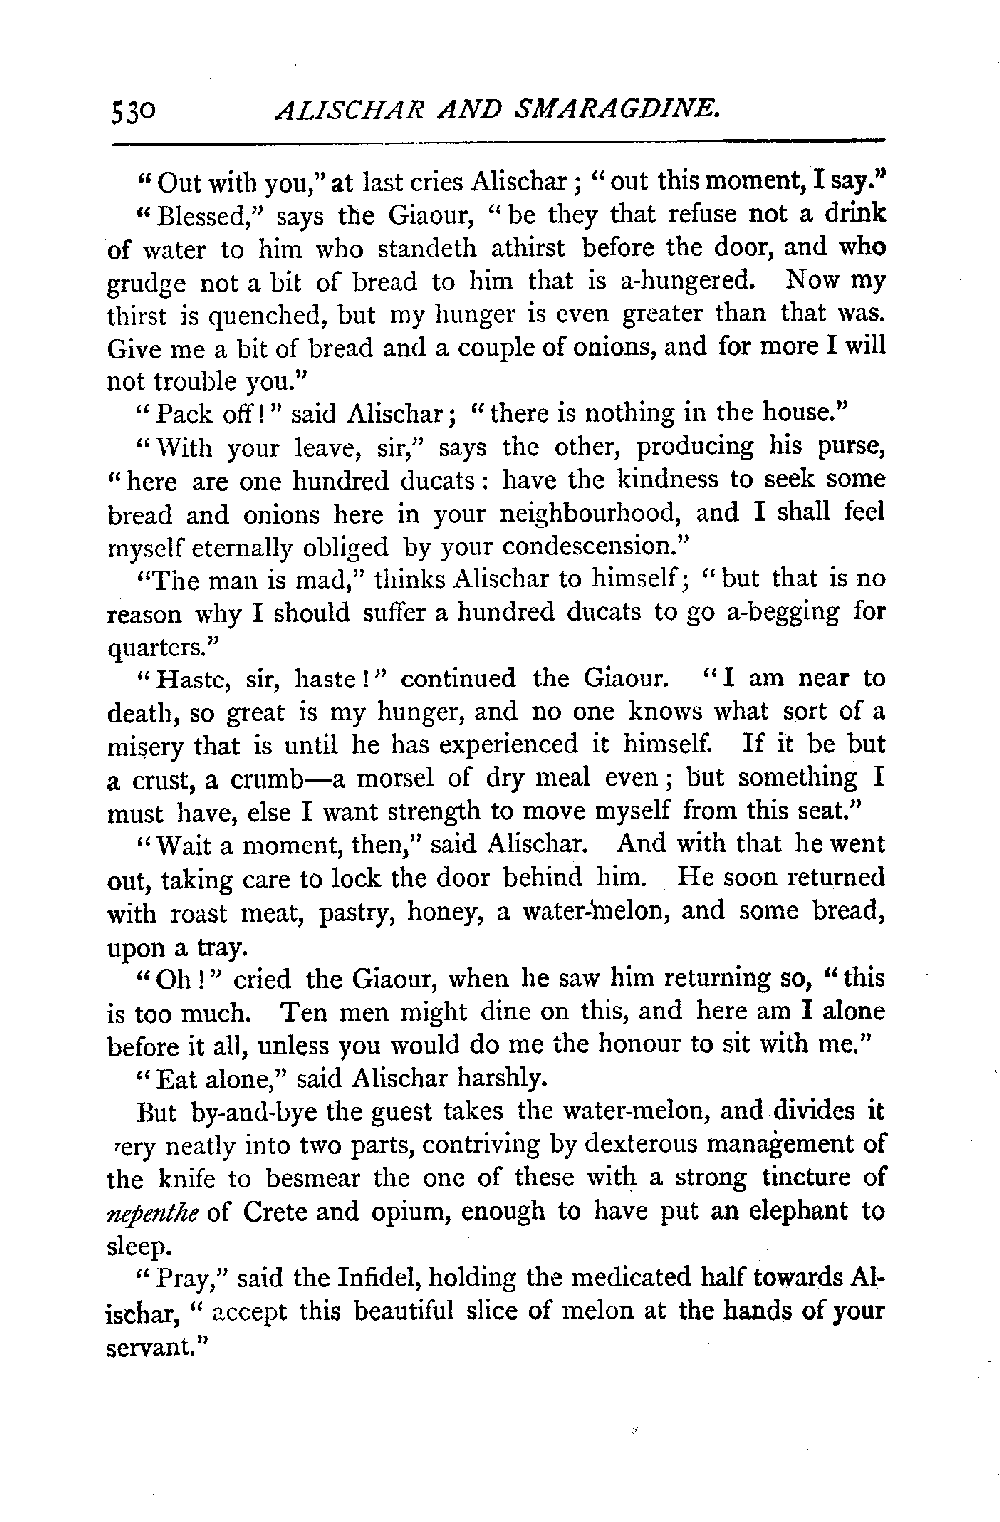 530 ALISCHAR AND SMARAGDINE.
"Out with you," at last cries Alischar; "out this moment, I say."
"Blessed," says the Giaour, "be they that refuse not a drink
of water to him who standeth athirst before the door, and who
grudge not a bit of bread to him that is a-hungered. Now my
thirst is quenched, but my hunger is even greater than that was.
Give me a bit of bread and a couple of onions, and for more I will
not trouble you."
"Pack off!" said Alischar; "there is nothing in the house."
"With your leave, sir," says the other, producing his purse,
"here are one hundred ducats: have the kindness to seek some
bread and onions here in your neighbourhood, and I shall feel
myself eternally obliged by your condescension."
"The man is mad," thinks Alischar to himself; "but that is no
reason why I should suffer a hundred ducats to go a-begging for
quarters."
"Haste, sir, haste!" continued the Giaour. "I am near to
death, so great is my hunger, and no one knows what sort of a
misery that is until he has experienced it himself. If it be but
a crust, a crumb—a morsel of dry meal even; but something I
must have, else I want strength to move myself from this seat."
"Wait a moment, then," said Alischar. And with that he went
out, taking care to lock the door behind him. He soon returned
with roast meat, pastry, honey, a water-melon, and some bread,
upon a tray.
"Oh!" cried the Giaour, when he saw him returning so, "this
is too much. Ten men might dine on this, and here am I alone
before it all, unless you would do me the honour to sit with me."
"Eat alone," said Alischar harshly.
But by-and-bye the guest takes the water-melon, and divides it
very neatly into two parts, contriving by dexterous management of
the knife to besmear the one of these with a strong tincture of
nepenthe of Crete and opium, enough to have put an elephant to
sleep.
"Pray," said the Infidel, holding the medicated half towards Al-
ischar, "accept this beautiful slice of melon at the hands of your
servant."